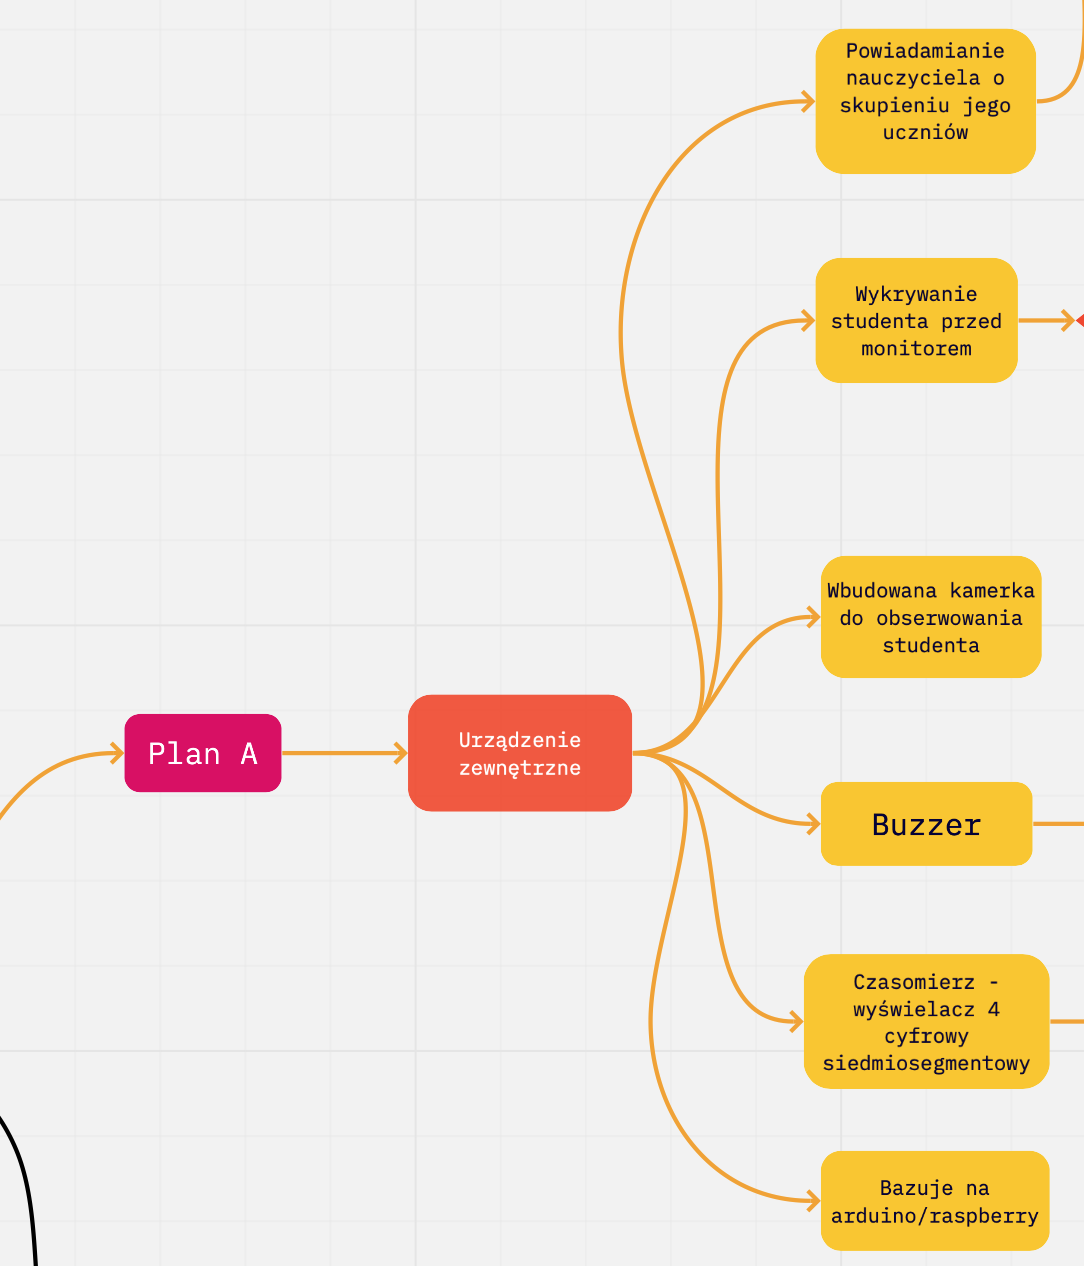 Powiadamianie
nauczyciela o
skupieniu jego
uczniów
Wykrywanie
studenta przed
monitorem
Wbudowana kamerka
do obserwowania
studenta
Plan A
Urządzenie
zewnętrzne
Buzzer
Czasomierz -
wyświelacz 4
cyfrowy
siedmiosegmentowy
Bazuje na
arduino/raspberry